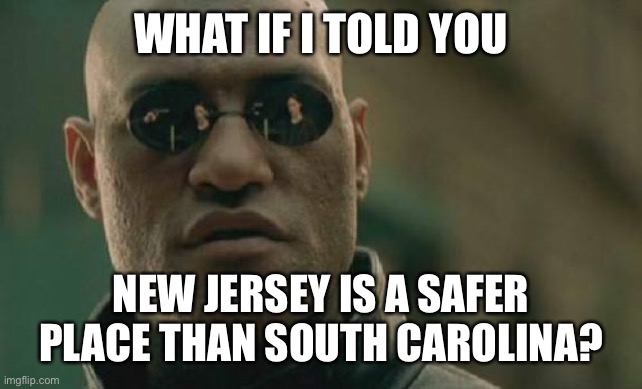 WHAT IF I TOLD YOU
NEW JERSEY IS A SAFER
PLACE THAN SOUTH CAROLINA?
imgflip.com